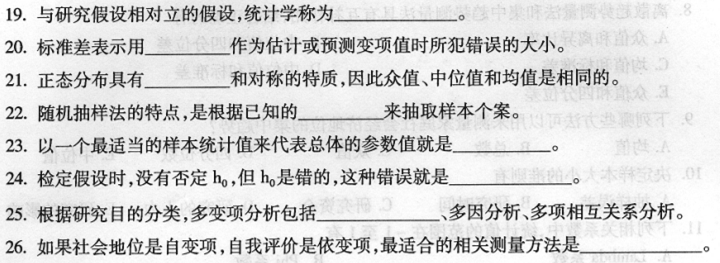 19. 与研究假设相对立的假设,统计学称为__________。
20. 标准差表示用________作为估计或预测变项值时所犯错误的大小。
21. 正态分布具有________和对称的特质,因此众值、中位值和均值是相同的。
22. 随机抽样法的特点,是根据已知的 来抽取样本个案。
23. 以一个最适当的样本统计值来代表总体的参数值就是________。
24. 检定假设时,没有否定 h₀,但 h₀是错的,这种错误就是__________。
25. 根据研究目的分类,多变项分析包括__________、多因分析、多项相互关系分析。
26. 如果社会地位是自变项,自我评价是依变项,最适合的相关测量方法是__________。